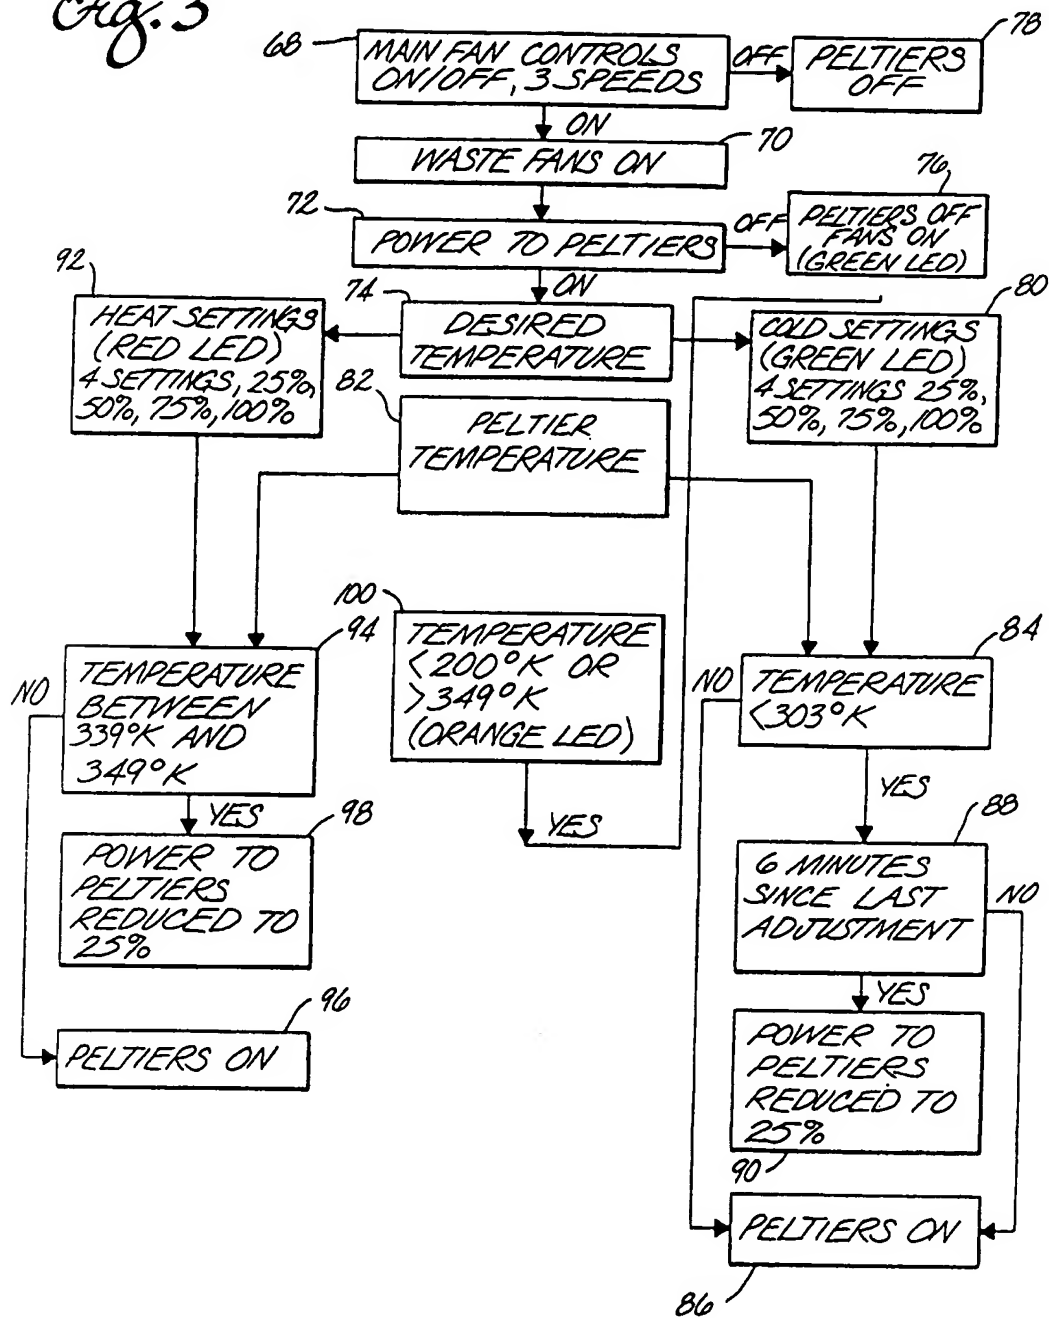 Fig. 3
68
MAIN FAN CONTROLS
ON/OFF, 3 SPEEDS
OFF
PELTIERS
OFF
78
ON
WASTE FANS ON
70
72
POWER TO PELTIERS
OFF
PELTIERS OFF
FANS ON
(GREEN LED)
76
ON
92
HEAT SETTINGS
(RED LED)
4 SETTINGS, 25%,
50%, 75%, 100%
74
DESIRED
TEMPERATURE
80
COLD SETTINGS
(GREEN LED)
4 SETTINGS 25%,
50%, 75%, 100%
82
PELTIER
TEMPERATURE
94
NO
TEMPERATURE
BETWEEN
339°K AND
349°K
100
TEMPERATURE
<200°K OR
>349°K
(ORANGE LED)
YES
84
NO
TEMPERATURE
<303°K
YES
YES
98
POWER TO
PELTIERS
REDUCED TO
25%
88
6 MINUTES
SINCE LAST
ADJUSTMENT
NO
YES
96
PELTIERS ON
POWER TO
PELTIERS
REDUCED TO
25%
90
PELTIERS ON
86